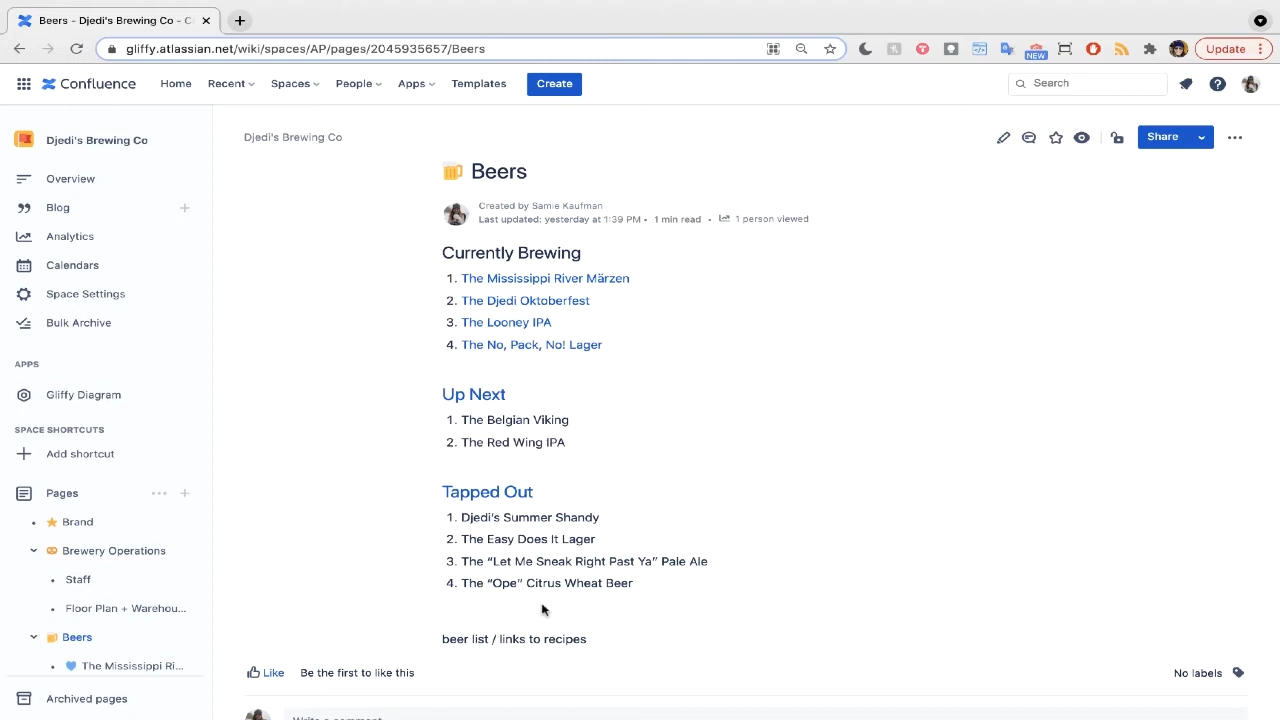 Beers - Djedi's Brewing Co - C
gliffy.atlassian.net/wiki/spaces/AP/pages/2045935657/Beers
NEW
Update
Confluence
Home
Recent
Spaces
People
Apps
Templates
Create
Search
Djedi's Brewing Co
Overview
Blog
Analytics
Calendars
Space Settings
Bulk Archive
APPS
Gliffy Diagram
SPACE SHORTCUTS
Add shortcut
Pages
Brand
Brewery Operations
Staff
Floor Plan + Warehou...
Beers
The Mississippi Ri...
Archived pages
Djedi's Brewing Co
Share
Beers
Created by Samie Kaufman
Last updated: yesterday at 1:39 PM • 1 min read • 1 person viewed
Currently Brewing
1. The Mississippi River Märzen
2. The Djedi Oktoberfest
3. The Looney IPA
4. The No, Pack, No! Lager
Up Next
1. The Belgian Viking
2. The Red Wing IPA
Tapped Out
1. Djedi's Summer Shandy
2. The Easy Does It Lager
3. The “Let Me Sneak Right Past Ya” Pale Ale
4. The “Ope” Citrus Wheat Beer
beer list / links to recipes
Like
Be the first to like this
No labels
Write a comment